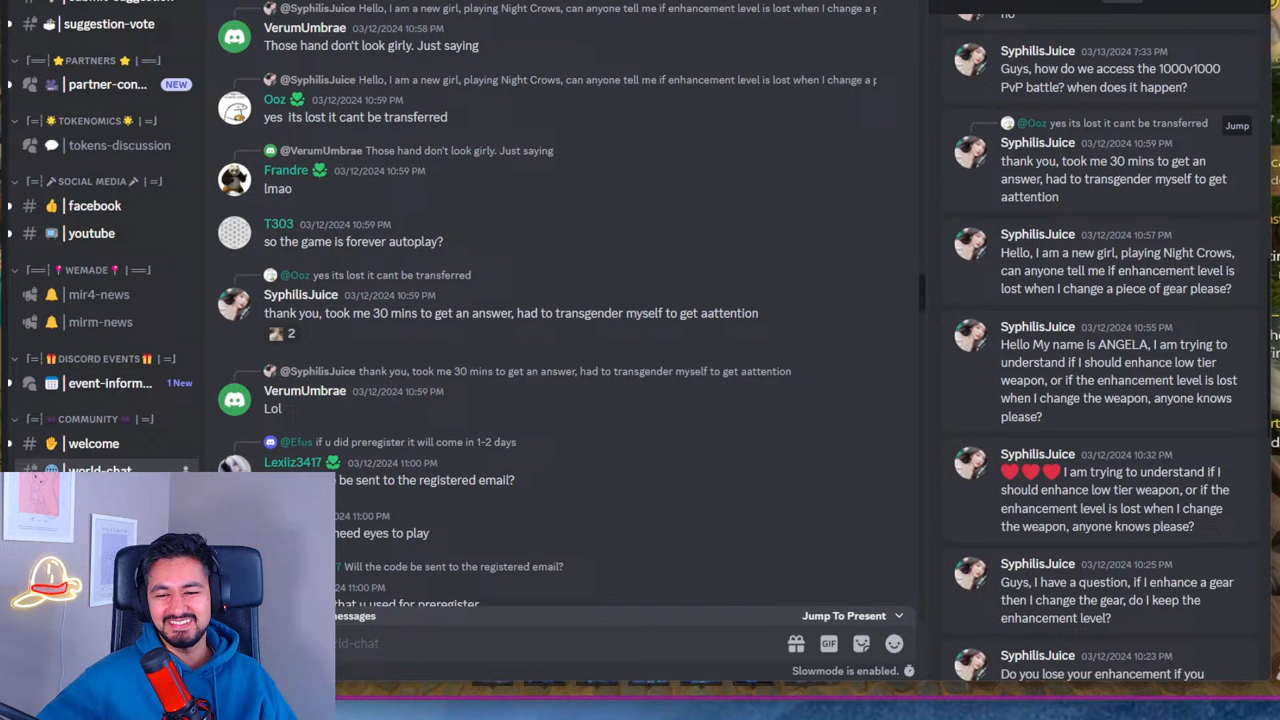 submit-suggestion
suggestion-vote
PARTNERS
partner-con...
NEW
TOKENOMICS
tokens-discussion
SOCIAL MEDIA
facebook
youtube
WEMADE
mir4-news
mirm-news
DISCORD EVENTS
event-inform...
1 New
COMMUNITY
welcome
world-chat
@SyphilisJuice Hello, I am a new girl, playing Night Crows, can anyone tell me if enhancement level is lost when I change a p
VerumUmbrae 03/12/2024 10:58 PM
Those hand don't look girly. Just saying
@SyphilisJuice Hello, I am a new girl, playing Night Crows, can anyone tell me if enhancement level is lost when I change a p
Ooz 03/12/2024 10:59 PM
yes its lost it cant be transferred
@VerumUmbrae Those hand don't look girly. Just saying
Frandre 03/12/2024 10:59 PM
lmao
T303 03/12/2024 10:59 PM
so the game is forever autoplay?
@Ooz yes its lost it cant be transferred
SyphilisJuice 03/12/2024 10:59 PM
thank you, took me 30 mins to get an answer, had to transgender myself to get aattention
2
@SyphilisJuice thank you, took me 30 mins to get an answer, had to transgender myself to get aattention
VerumUmbrae 03/12/2024 10:59 PM
Lol
@Efus if u did preregister it will come in 1-2 days
Lexiiz3417 03/12/2024 11:00 PM
be sent to the registered email?
11:00 PM
need eyes to play
7 Will the code be sent to the registered email?
11:00 PM
that u used for preregister
messages
Jump To Present
Slowmode is enabled.
no
SyphilisJuice 03/13/2024 7:33 PM
Guys, how do we access the 1000v1000
PvP battle? when does it happen?
@Ooz yes its lost it cant be transferred
Jump
SyphilisJuice 03/12/2024 10:59 PM
thank you, took me 30 mins to get an
answer, had to transgender myself to get
aattention
SyphilisJuice 03/12/2024 10:57 PM
Hello, I am a new girl, playing Night Crows,
can anyone tell me if enhancement level is
lost when I change a piece of gear please?
SyphilisJuice 03/12/2024 10:55 PM
Hello My name is ANGELA, I am trying to
understand if I should enhance low tier
weapon, or if the enhancement level is lost
when I change the weapon, anyone knows
please?
SyphilisJuice 03/12/2024 10:32 PM
I am trying to understand if I
should enhance low tier weapon, or if the
enhancement level is lost when I change
the weapon, anyone knows please?
SyphilisJuice 03/12/2024 10:25 PM
Guys, I have a question, if I enhance a gear
then I change the gear, do I keep the
enhancement level?
SyphilisJuice 03/12/2024 10:23 PM
Do you lose your enhancement If you